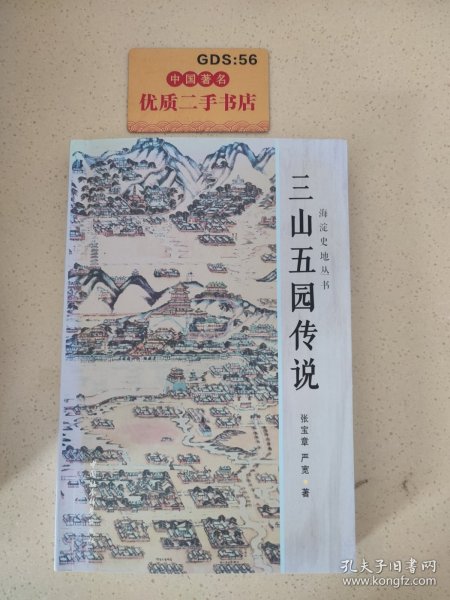 GDS:56
中国著名
优质二手书店
三山五园传说
海淀史地丛书
张宝章 严宽 著
孔夫子旧书网
www.kongfz.com